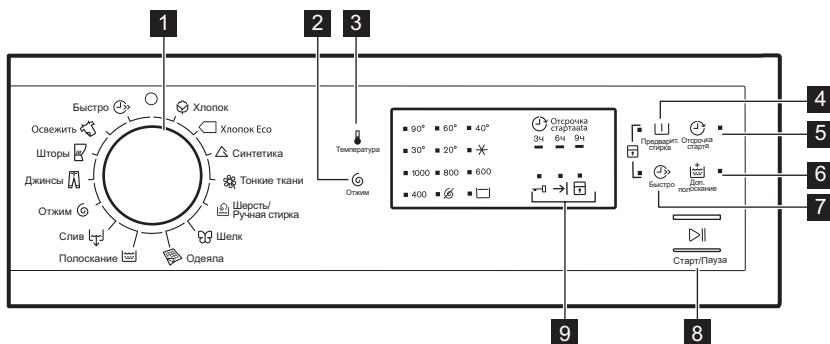 1
2
3
4
5
6
7
8
9
Быстро
Освежить
Шторы
Джинсы
Отжим
Слив
Полоскание
Хлопок
Хлопок Eco
Синтетика
Тонкие ткани
Шерсть/
Ручная стирка
Шелк
Одеяла
Температура
Отжим
90° 60° 40°
30° 20°
1000 800 600
400
Отсрочка
стартаata
3ч 6ч 9ч
Предварит.
стирка
Отсрочка
старта
Быстро
Доп.
полоскание
Старт/Пауза